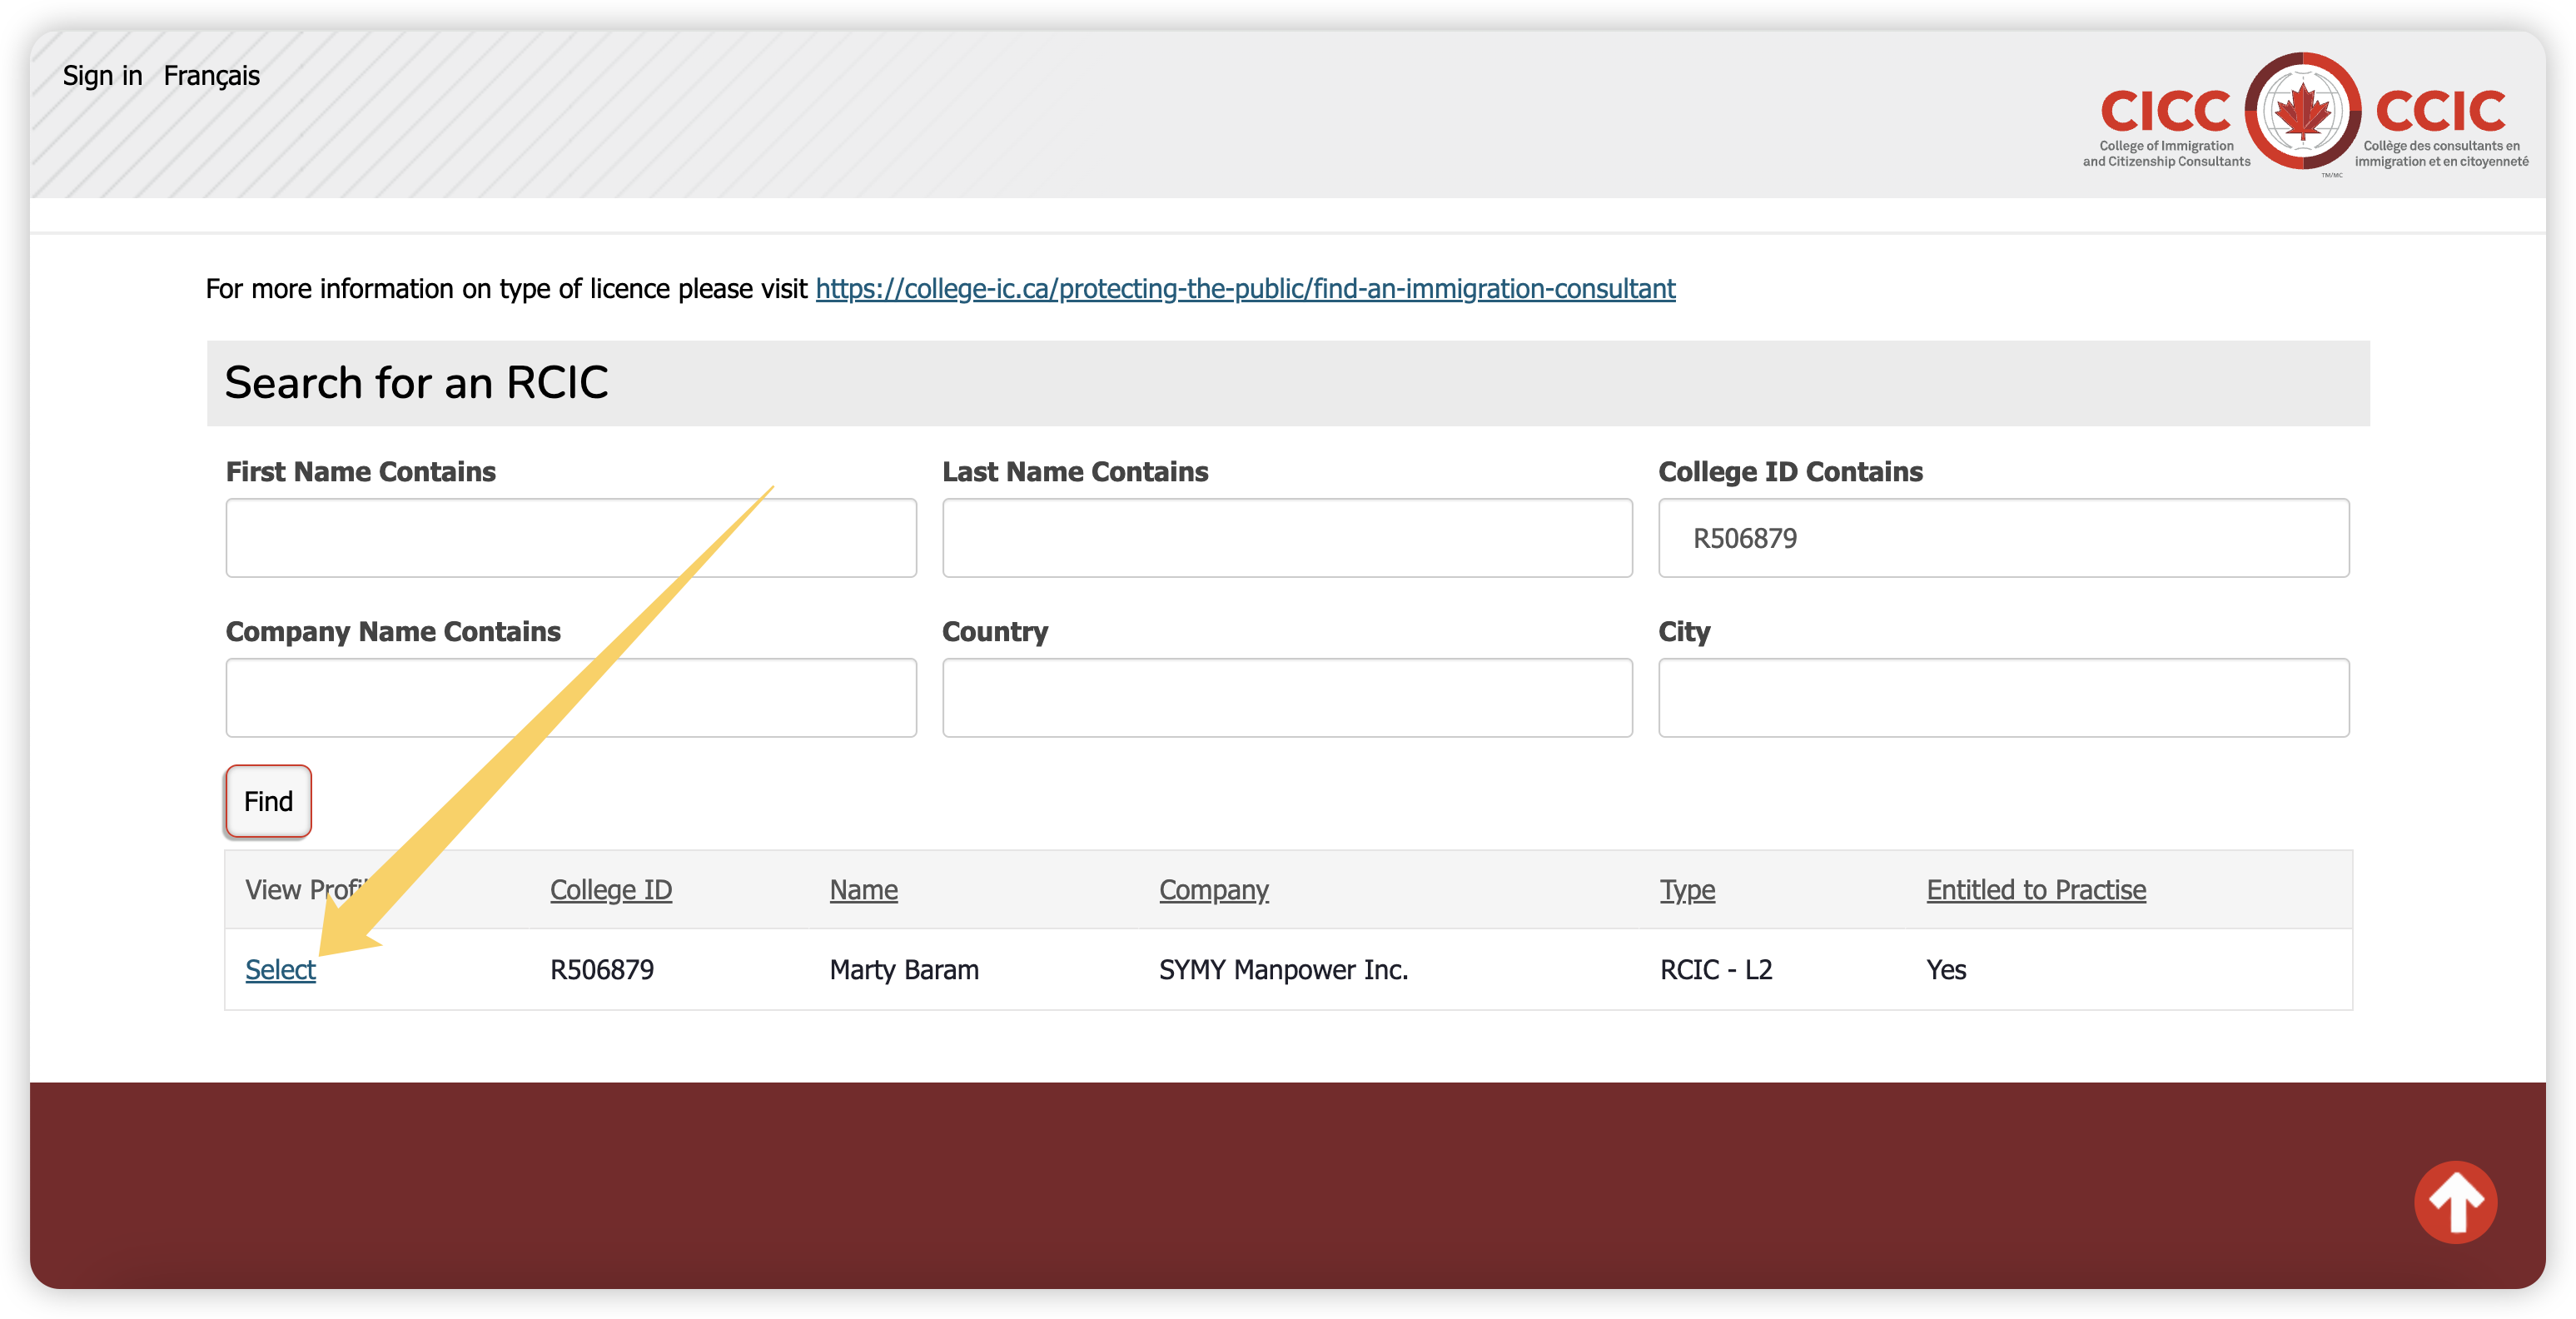 Sign in Français
CICC CCIC
College of Immigration Collège des consultants en
and Citizenship Consultants immigration et en citoyenneté
TM/MC
For more information on type of licence please visit https://college-ic.ca/protecting-the-public/find-an-immigration-consultant
Search for an RCIC
First Name Contains Last Name Contains College ID Contains
R506879
Company Name Contains Country City
Find
View Profi College ID Name Company Type Entitled to Practise
Select R506879 Marty Baram SYMY Manpower Inc. RCIC - L2 Yes